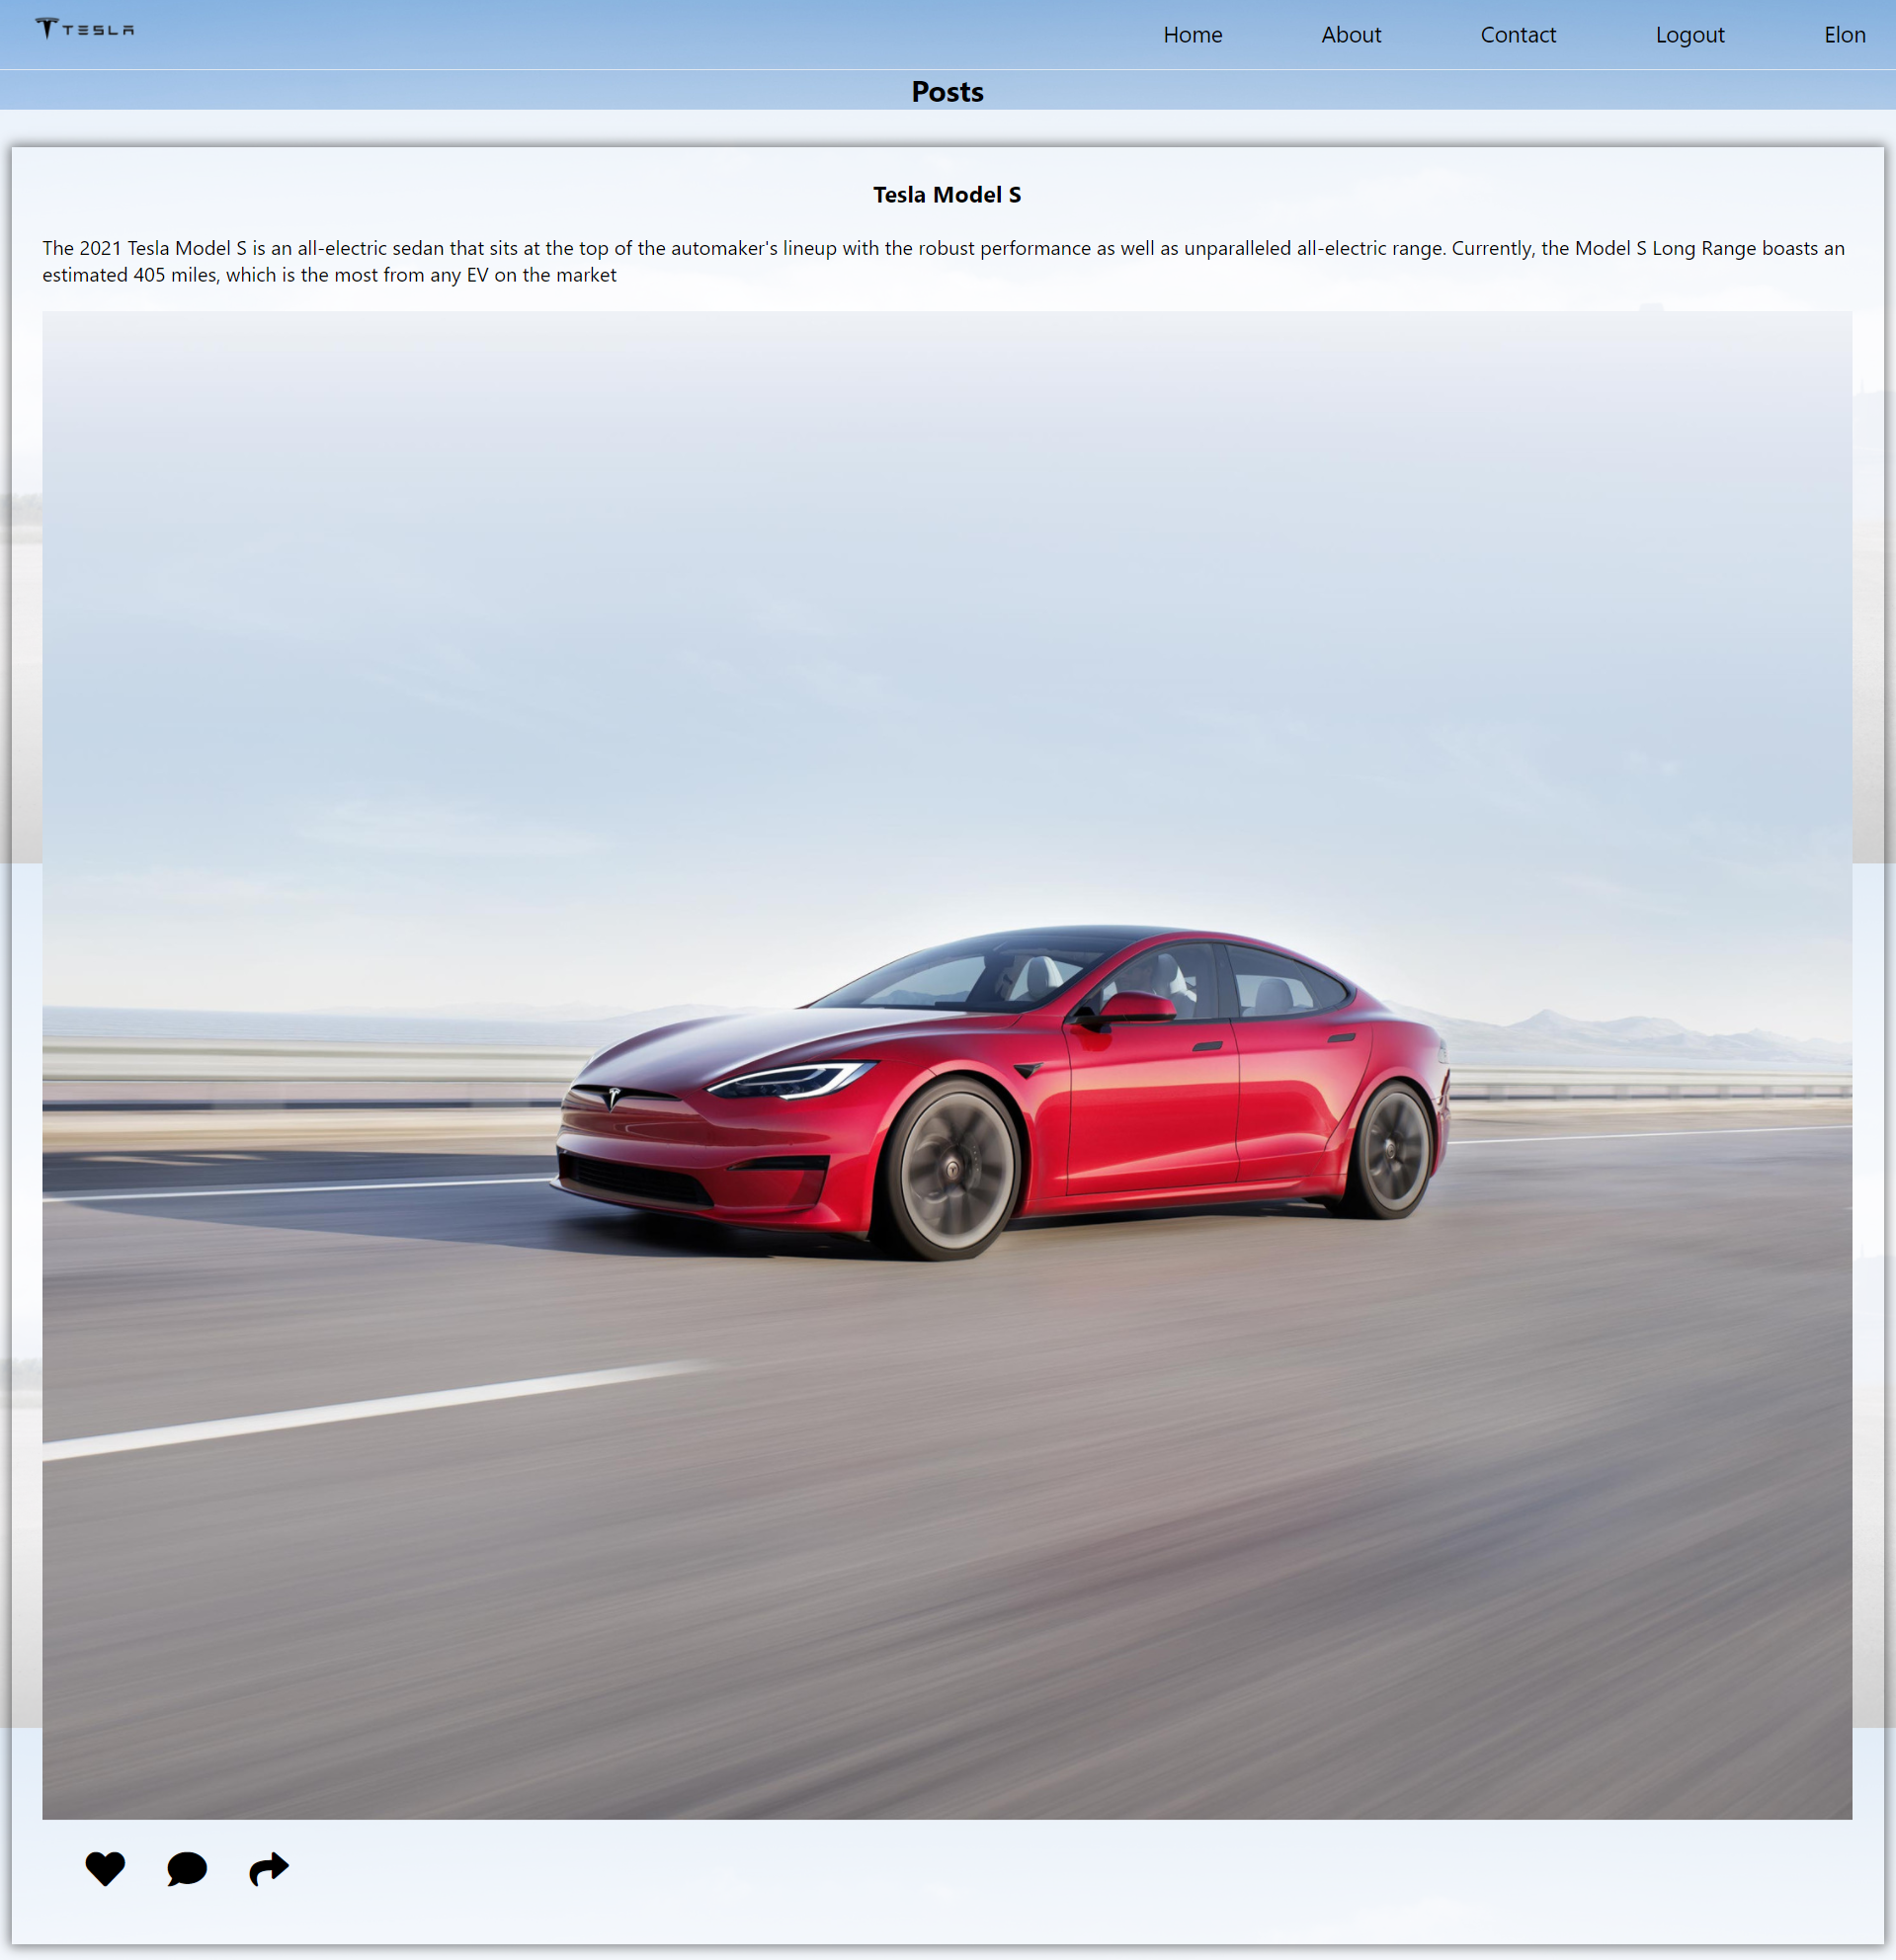 TESLA
Home About Contact Logout Elon
Posts
Tesla Model S
The 2021 Tesla Model S is an all-electric sedan that sits at the top of the automaker's lineup with the robust performance as well as unparalleled all-electric range. Currently, the Model S Long Range boasts an
estimated 405 miles, which is the most from any EV on the market